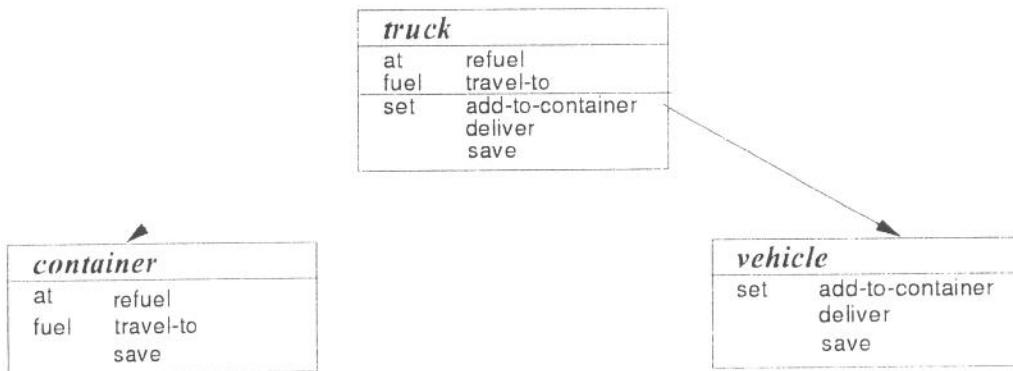 truck
at refuel
fuel travel-to
set add-to-container
deliver
save
container
at refuel
fuel travel-to
save
vehicle
set add-to-container
deliver
save